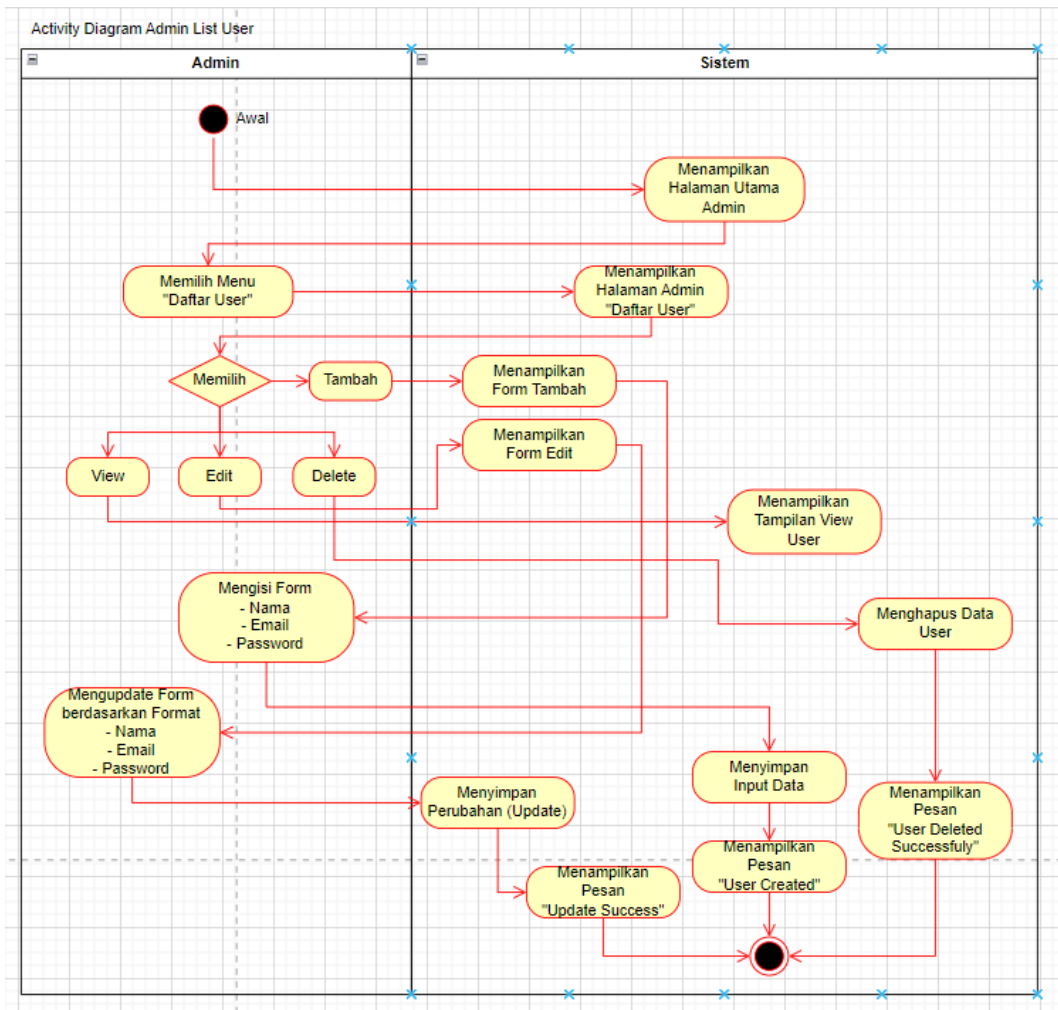 Activity Diagram Admin List User
Admin
Sistem
Awal
Menampilkan
Halaman Utama
Admin
Memilih Menu
"Daftar User"
Menampilkan
Halaman Admin
"Daftar User"
Memilih
Tambah
Menampilkan
Form Tambah
Menampilkan
Form Edit
View
Edit
Delete
Menampilkan
Tampilan View
User
Mengisi Form
- Nama
- Email
- Password
Menghapus Data
User
Mengupdate Form
berdasarkan Format
- Nama
- Email
- Password
Menyimpan
Input Data
Menyimpan
Perubahan (Update)
Menampilkan
Pesan
"User Deleted
Successfuly"
Menampilkan
Pesan
"User Created"
Menampilkan
Pesan
"Update Success"